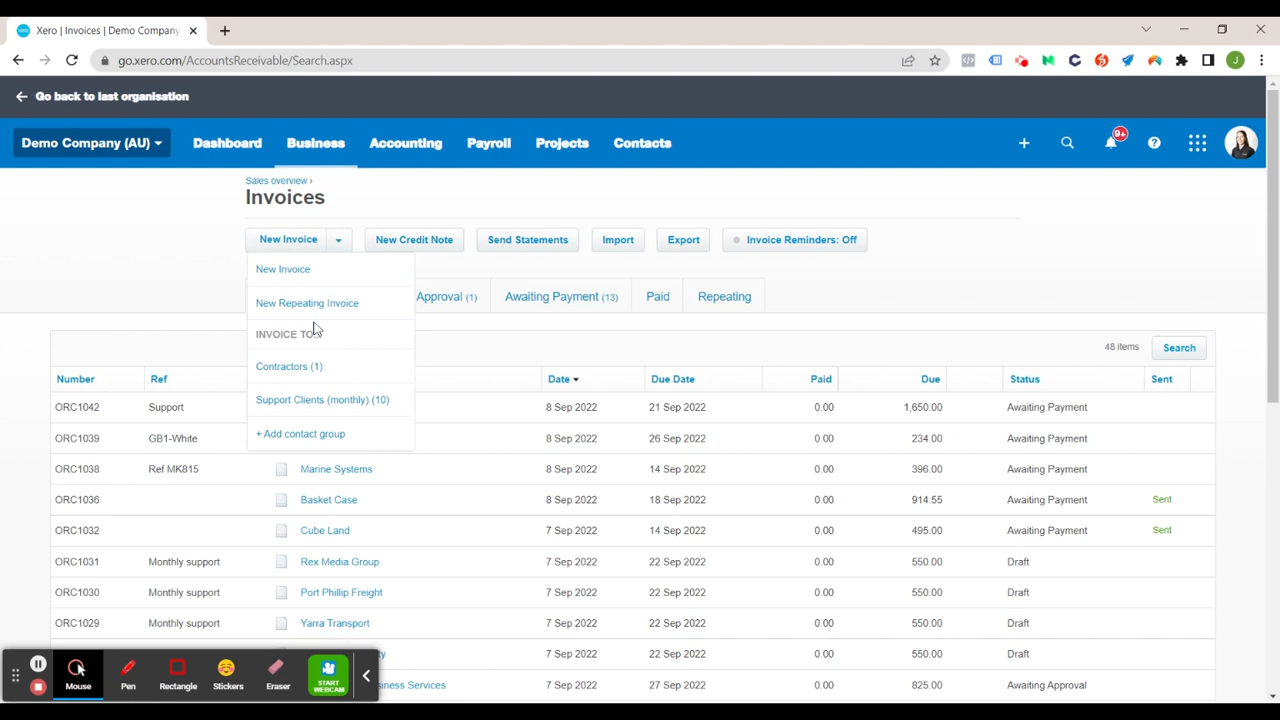 xero Xero | Invoices | Demo Company
go.xero.com/AccountsReceivable/Search.aspx J
Go back to last organisation
Demo Company (AU) Dashboard Business Accounting Payroll Projects Contacts 9+
Sales overview ›
Invoices
New Invoice New Credit Note Send Statements Import Export Invoice Reminders: Off
New Invoice
New Repeating Invoice
INVOICE TO
Contractors (1)
Support Clients (monthly) (10)
+ Add contact group
Approval (1) Awaiting Payment (13) Paid Repeating
48 items Search
Number Ref Date Due Date Paid Due Status Sent
ORC1042 Support 8 Sep 2022 21 Sep 2022 0.00 1,650.00 Awaiting Payment
ORC1039 GB1-White 8 Sep 2022 26 Sep 2022 0.00 234.00 Awaiting Payment
ORC1038 Ref MK815 Marine Systems 8 Sep 2022 14 Sep 2022 0.00 396.00 Awaiting Payment
ORC1036 Basket Case 8 Sep 2022 18 Sep 2022 0.00 914.55 Awaiting Payment Sent
ORC1032 Cube Land 7 Sep 2022 14 Sep 2022 0.00 495.00 Awaiting Payment Sent
ORC1031 Monthly support Rex Media Group 7 Sep 2022 22 Sep 2022 0.00 550.00 Draft
ORC1030 Monthly support Port Phillip Freight 7 Sep 2022 22 Sep 2022 0.00 550.00 Draft
ORC1029 Monthly support Yarra Transport 7 Sep 2022 22 Sep 2022 0.00 550.00 Draft
7 Sep 2022 22 Sep 2022 0.00 550.00 Draft
Business Services 7 Sep 2022 27 Sep 2022 0.00 825.00 Awaiting Approval
Mouse Pen Rectangle Stickers Eraser START WEBCAM